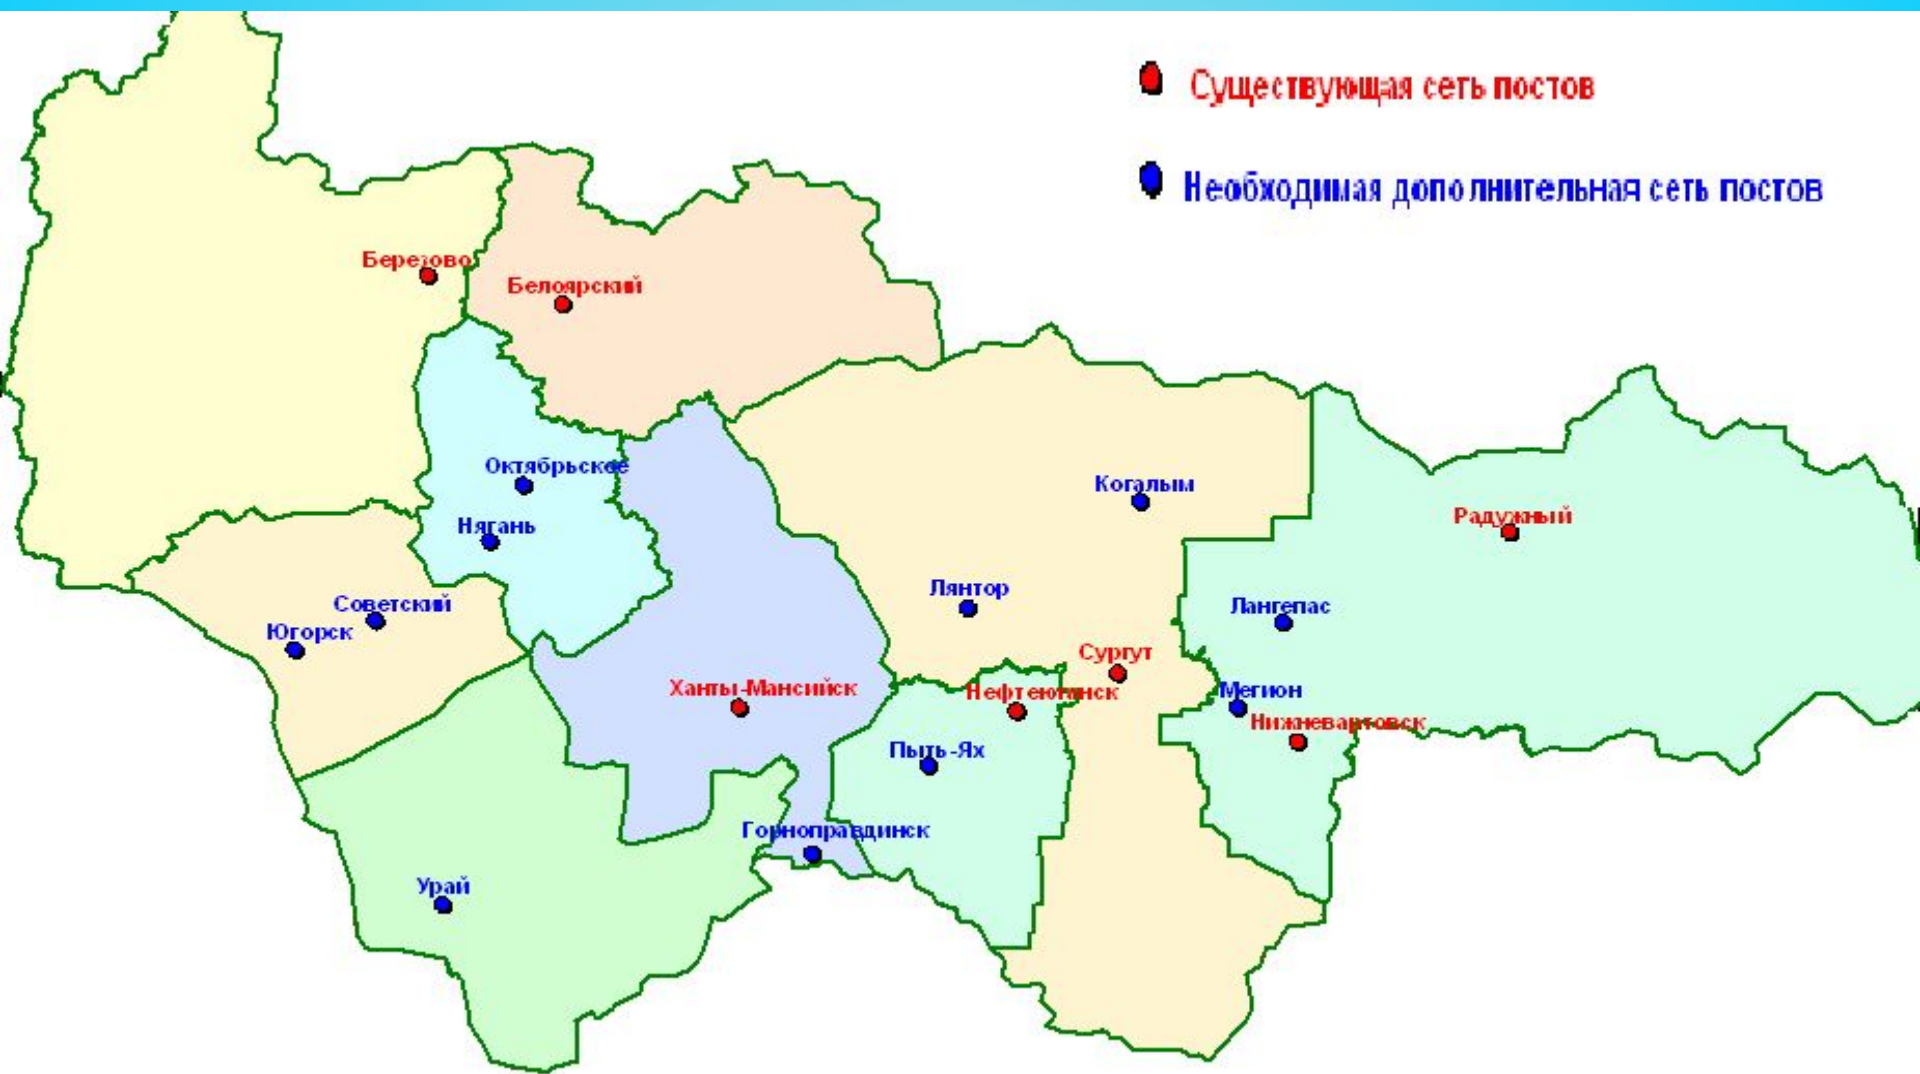 Существующая сеть постов
Необходимая дополнительная сеть постов
Березово
Белоярский
Октябрьское
Когалым
Радужный
Нягань
Лянтор
Советский
Лангепас
Югорск
Сургут
Ханты-Мансийск
Нефтеюганск
Мегион
Нижневартовск
Пыть-Ях
Горноправдинск
Урай